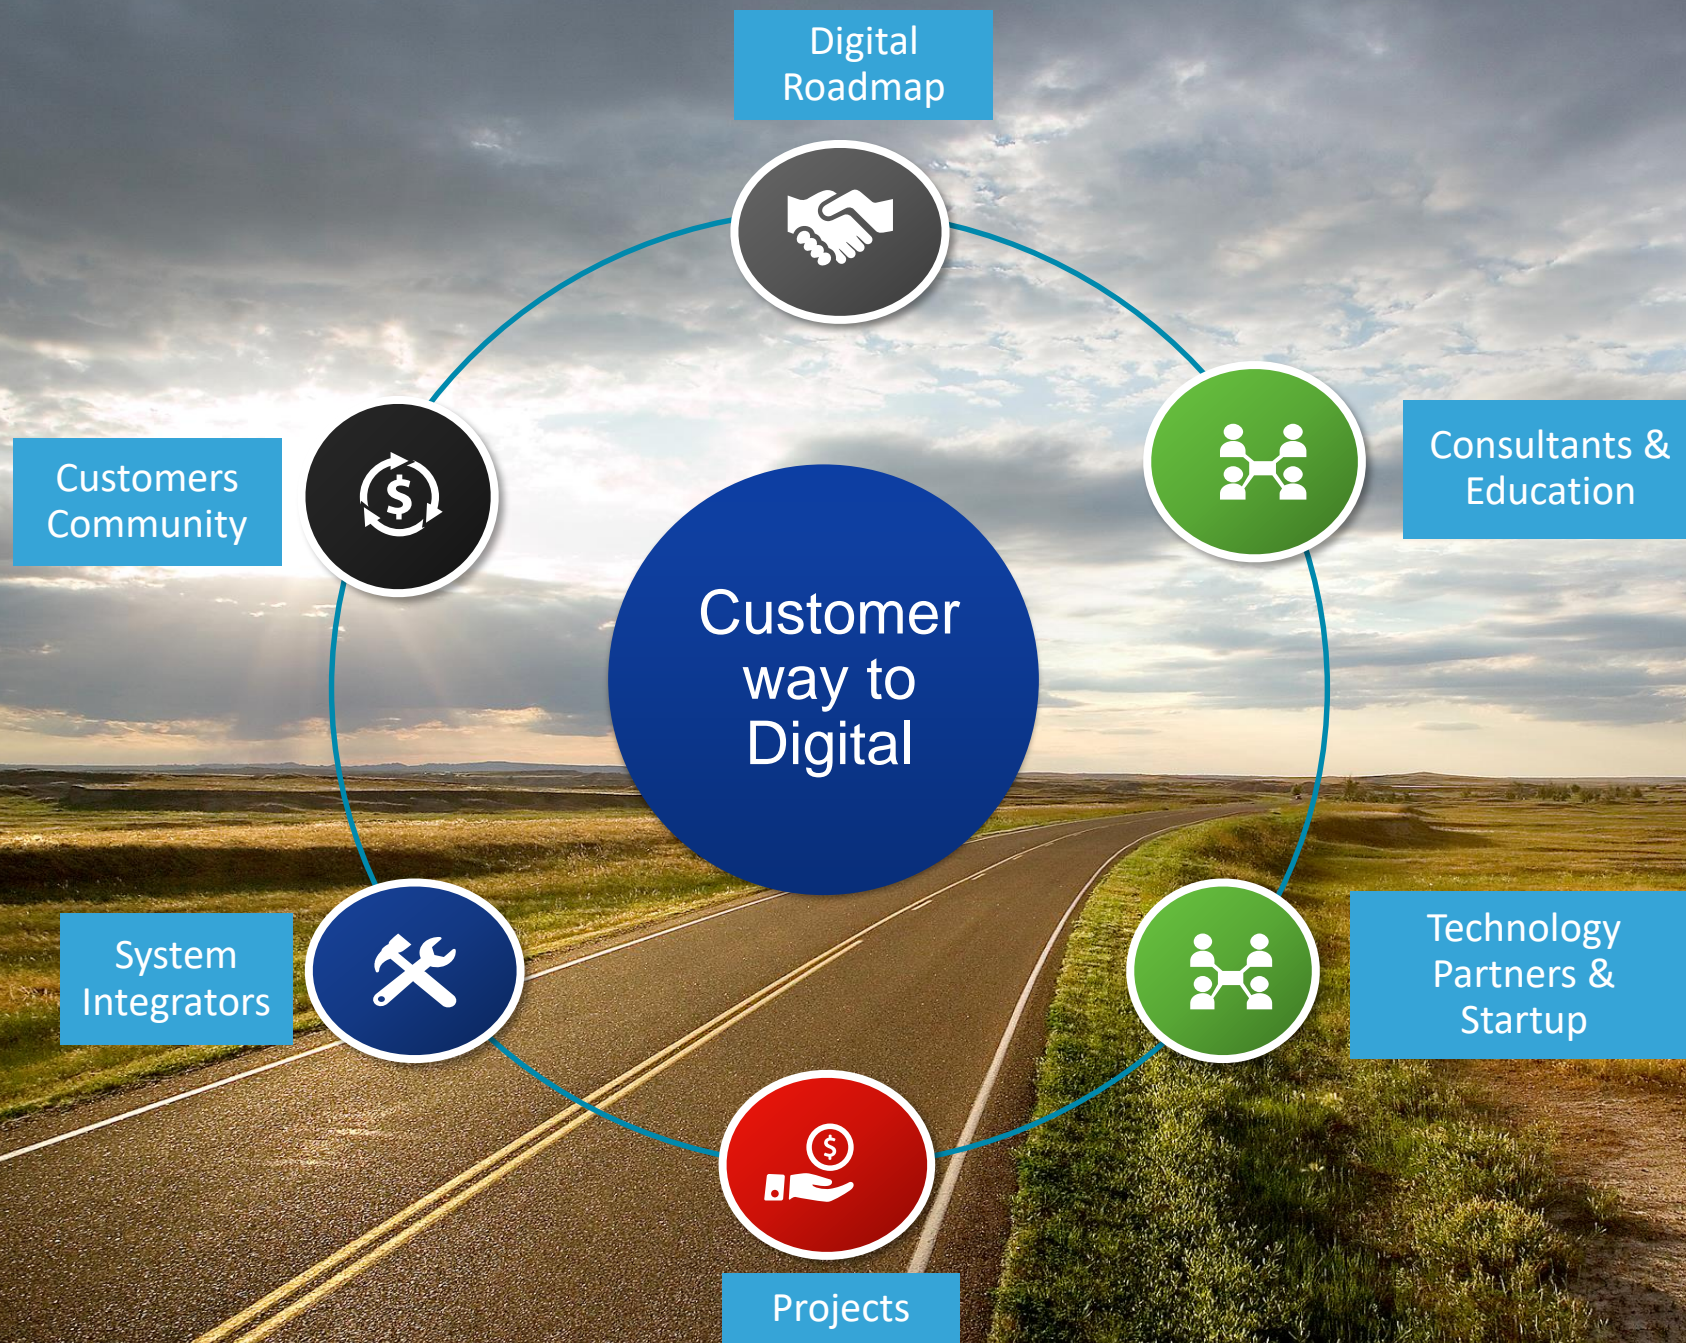 Digital
Roadmap
Consultants &
Education
Customers
Community
Customer
way to
Digital
Technology
Partners &
Startup
System
Integrators
Projects
$
$